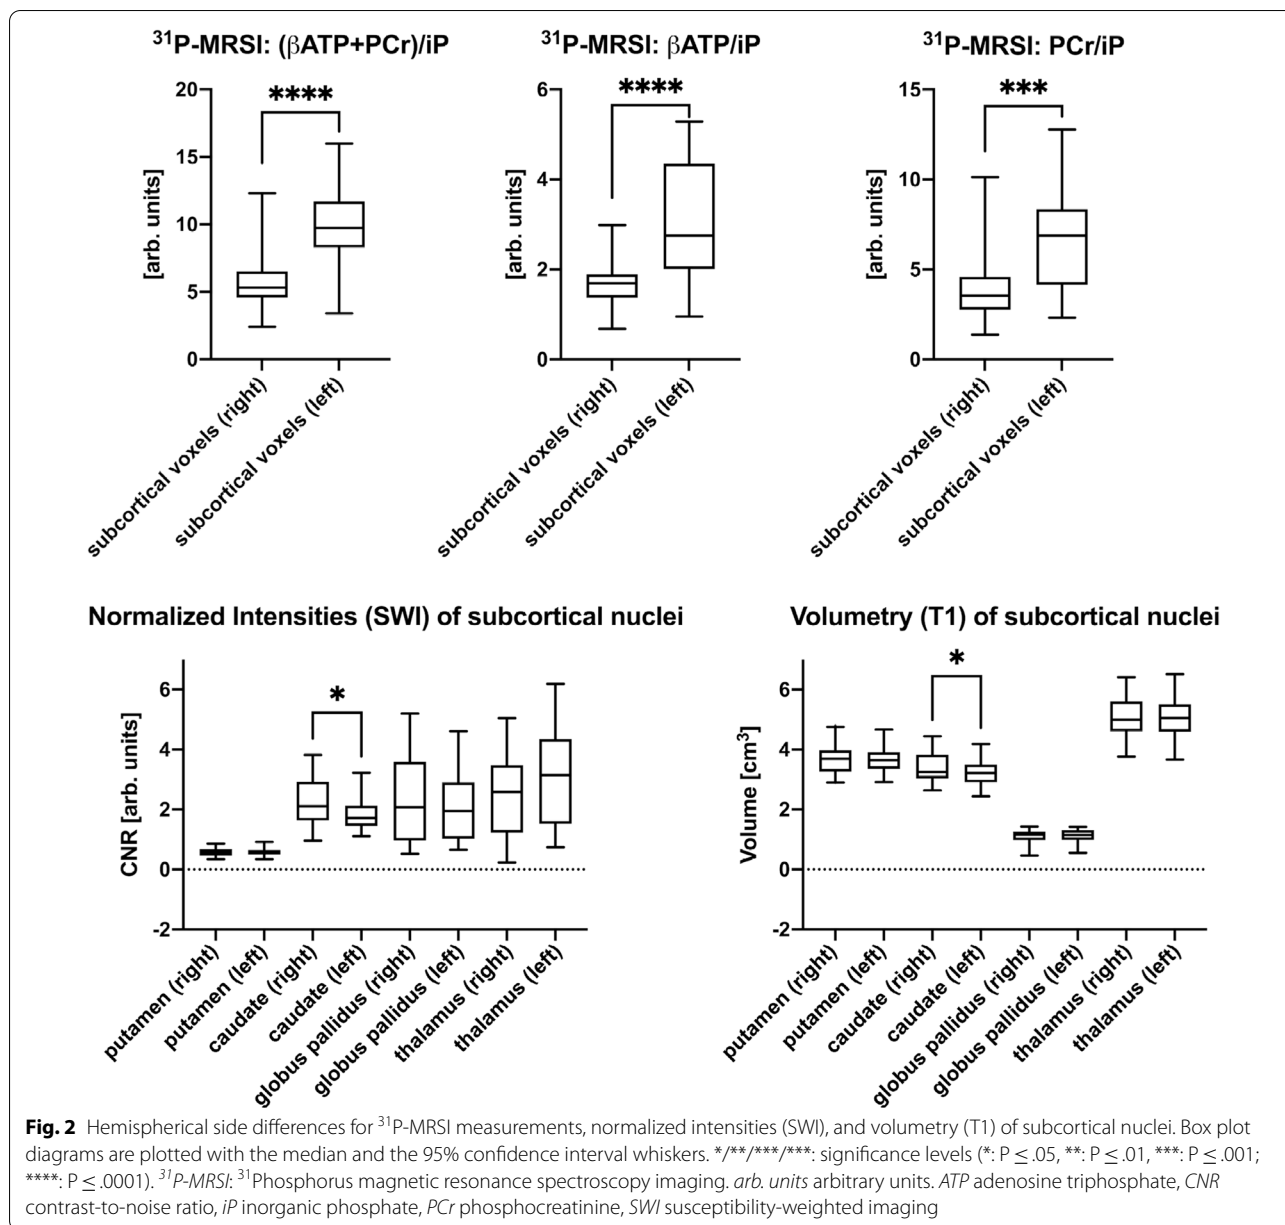 ³¹P-MRSI: (βATP+PCr)/iP
****
20
15
10
5
0
[arb. units]
subcortical voxels (right)
subcortical voxels (left)
³¹P-MRSI: βATP/iP
****
6
4
2
0
[arb. units]
subcortical voxels (right)
subcortical voxels (left)
³¹P-MRSI: PCr/iP
***
15
10
5
0
[arb. units]
subcortical voxels (right)
subcortical voxels (left)
Normalized Intensities (SWI) of subcortical nuclei
*
6
4
2
0
-2
CNR [arb. units]
putamen (right)
putamen (left)
caudate (right)
caudate (left)
globus pallidus (right)
globus pallidus (left)
thalamus (right)
thalamus (left)
Volumetry (T1) of subcortical nuclei
*
6
4
2
0
-2
Volume [cm³]
putamen (right)
putamen (left)
caudate (right)
caudate (left)
globus pallidus (right)
globus pallidus (left)
thalamus (right)
thalamus (left)
Fig. 2 Hemispherical side differences for ³¹P-MRSI measurements, normalized intensities (SWI), and volumetry (T1) of subcortical nuclei. Box plot
diagrams are plotted with the median and the 95% confidence interval whiskers. */**/***/***: significance levels (*: P ≤ .05, **: P ≤ .01, ***: P ≤ .001;
****: P ≤ .0001). ³¹P-MRSI: ³¹Phosphorus magnetic resonance spectroscopy imaging. arb. units arbitrary units. ATP adenosine triphosphate, CNR
contrast-to-noise ratio, iP inorganic phosphate, PCr phosphocreatinine, SWI susceptibility-weighted imaging